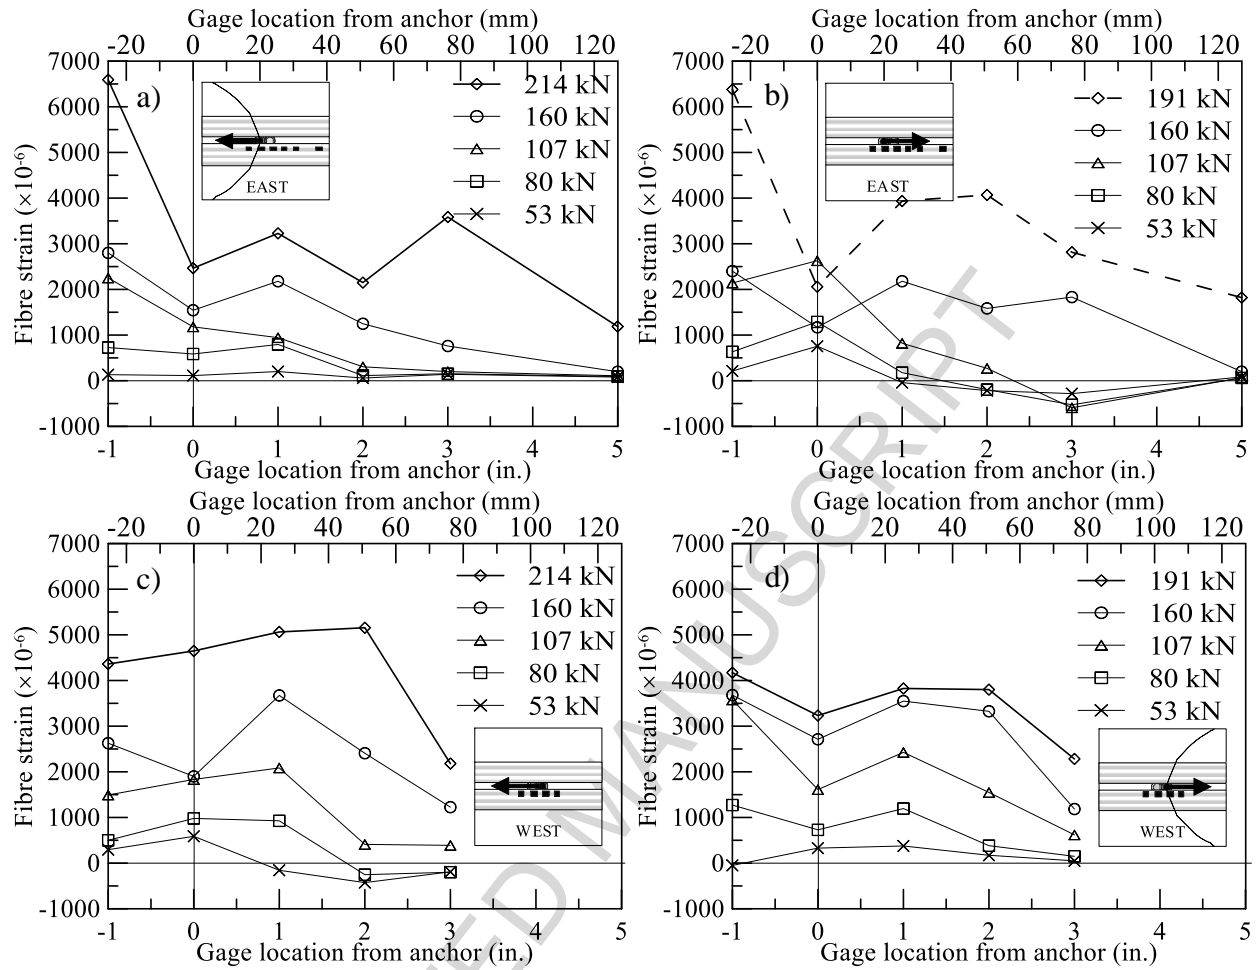 Gage location from anchor (mm)
-20 0 20 40 60 80 100 120
7000
6000
5000
4000
3000
2000
1000
0
-1000
Fibre strain (×10⁻⁶)
a)
EAST
214 kN
160 kN
107 kN
80 kN
53 kN
-1 0 1 2 3 4 5
Gage location from anchor (in.)
Gage location from anchor (mm)
-20 0 20 40 60 80 100 120
7000
6000
5000
4000
3000
2000
1000
0
-1000
Fibre strain (×10⁻⁶)
b)
EAST
191 kN
160 kN
107 kN
80 kN
53 kN
-1 0 1 2 3 4 5
Gage location from anchor (in.)
Gage location from anchor (mm)
-20 0 20 40 60 80 100 120
7000
6000
5000
4000
3000
2000
1000
0
-1000
Fibre strain (×10⁻⁶)
c)
214 kN
160 kN
107 kN
80 kN
53 kN
WEST
-1 0 1 2 3 4 5
Gage location from anchor (in.)
Gage location from anchor (mm)
-20 0 20 40 60 80 100 120
7000
6000
5000
4000
3000
2000
1000
0
-1000
Fibre strain (×10⁻⁶)
d)
191 kN
160 kN
107 kN
80 kN
53 kN
WEST
-1 0 1 2 3 4 5
Gage location from anchor (in.)
TED MANUSCRIPT